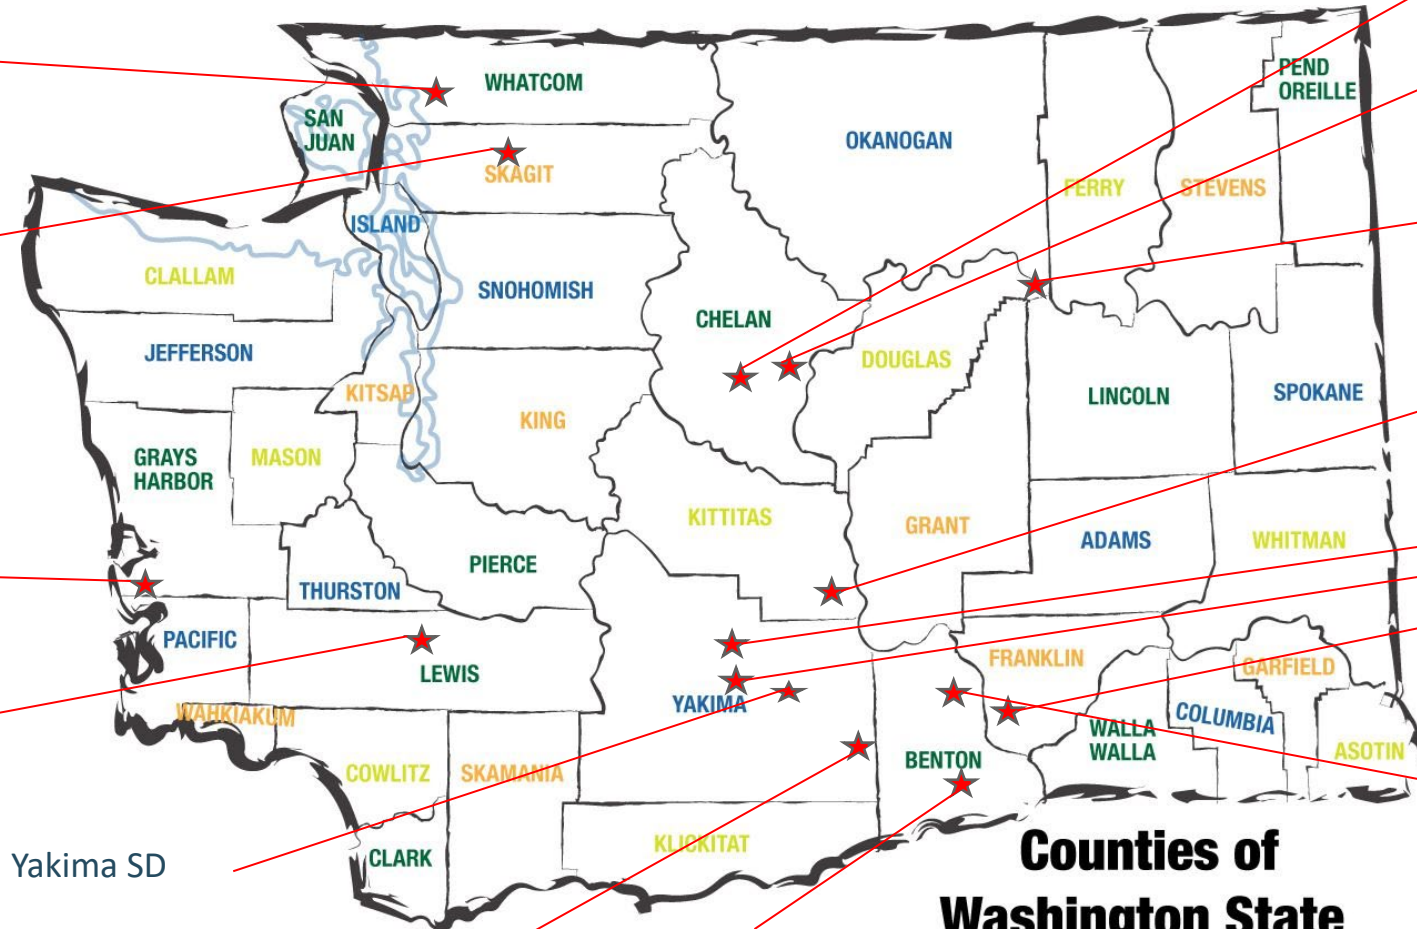 WHATCOM
PEND
OREILLE
SAN
JUAN
OKANOGAN
SKAGIT
FERRY
STEVENS
ISLAND
CLALLAM
SNOHOMISH
CHELAN
JEFFERSON
DOUGLAS
KITSAP
LINCOLN
SPOKANE
KING
GRAYS
HARBOR
MASON
KITTITAS
GRANT
ADAMS
WHITMAN
PIERCE
THURSTON
PACIFIC
LEWIS
FRANKLIN
GARFIELD
YAKIMA
WAHKIAKUM
COLUMBIA
WALLA
WALLA
ASOTIN
BENTON
COWLITZ
SKAMANIA
KLICKITAT
CLARK
Yakima SD
Counties of
Washington State